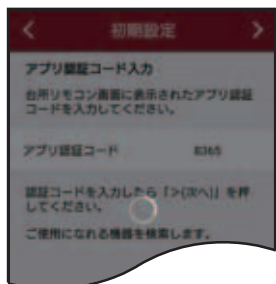 < 初期設定 >
アプリ認証コード入力
台所リモコン画面に表示されたアプリ認証
コードを入力してください。
アプリ認証コード 8365
認証コードを入力したら「>(次へ)」を押
してください。
ご使用になれる機器を検索します。